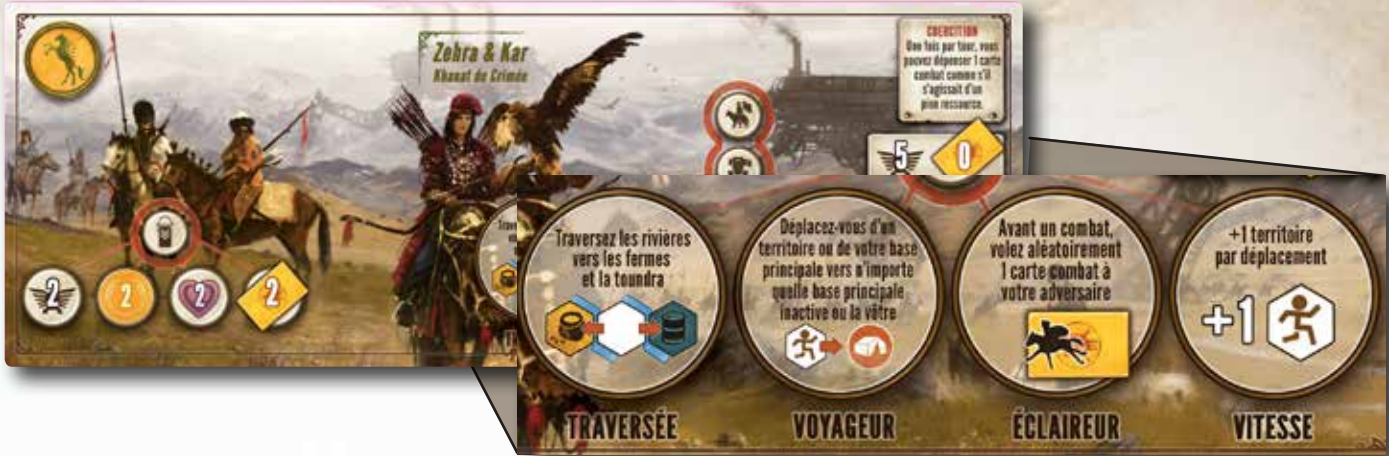 Zehra & Kar
Khanat de Crimée
COERCITION
Une fois par tour, vous
pouvez dépenser 1 carte
combat comme s'il
s'agissait d'un
pion ressource.
5
0
2
2
2
2
Traversez les rivières
vers les fermes
et la toundra
TRAVERSÉE
Déplacez-vous d'un
territoire ou de votre base
principale vers n'importe
quelle base principale
inactive ou la vôtre
VOYAGEUR
Avant un combat,
volez aléatoirement
1 carte combat à
votre adversaire
ÉCLAIREUR
+1 territoire
par déplacement
+1
VITESSE